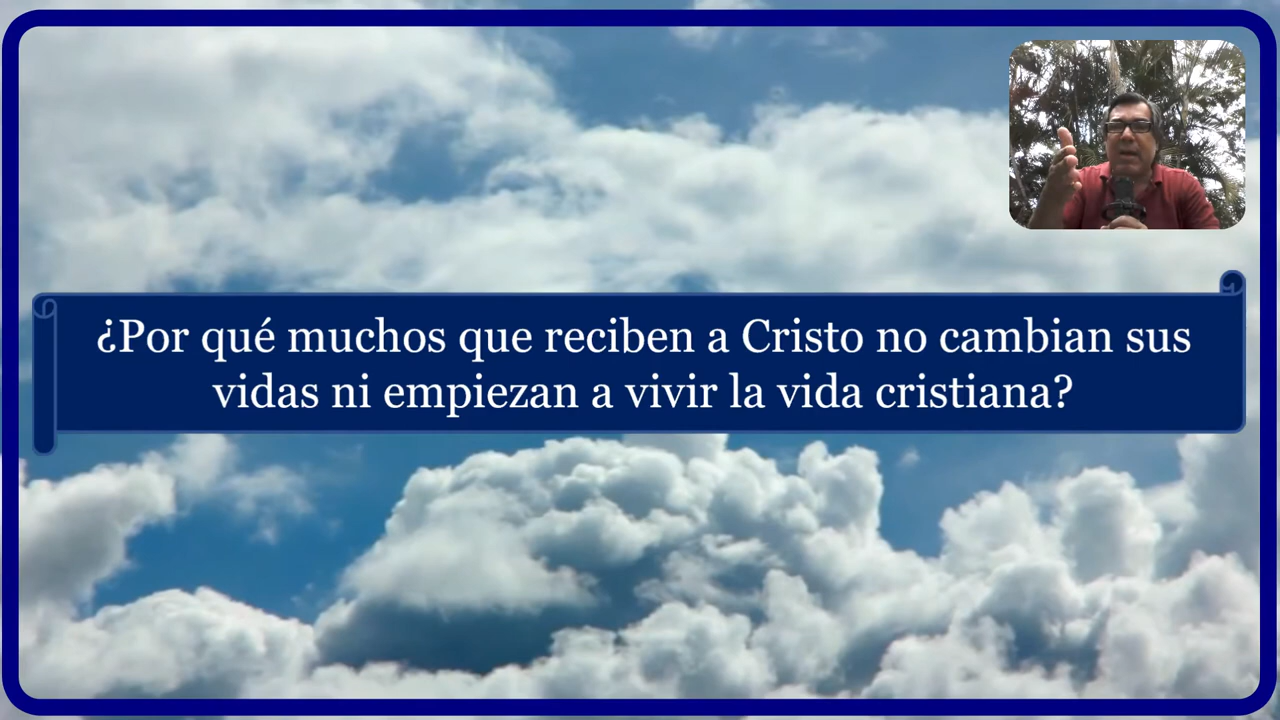 ¿Por qué muchos que reciben a Cristo no cambian sus
vidas ni empiezan a vivir la vida cristiana?